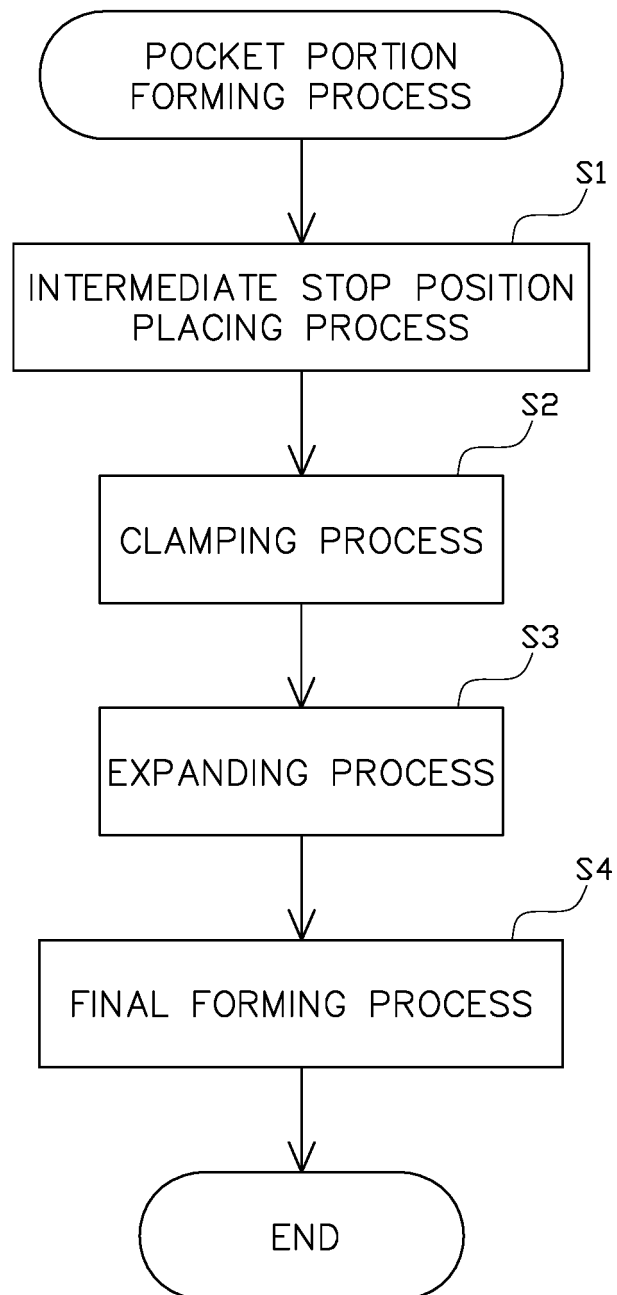 POCKET PORTION
FORMING PROCESS
S1
INTERMEDIATE STOP POSITION
PLACING PROCESS
S2
CLAMPING PROCESS
S3
EXPANDING PROCESS
S4
FINAL FORMING PROCESS
END